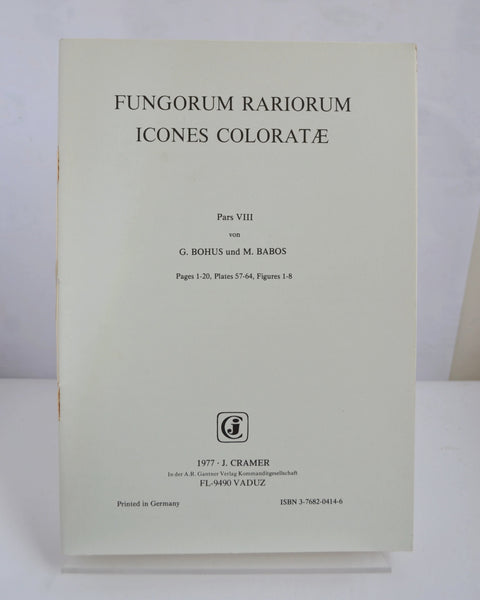 FUNGORUM RARIORUM
ICONES COLORATÆ
Pars VIII
von
G. BOHUS und M. BABOS
Pages 1-20, Plates 57-64, Figures 1-8
CJ
1977 · J. CRAMER
In der A.R. Gantner Verlag Kommanditgesellschaft
FL-9490 VADUZ
Printed in Germany
ISBN 3-7682-0414-6